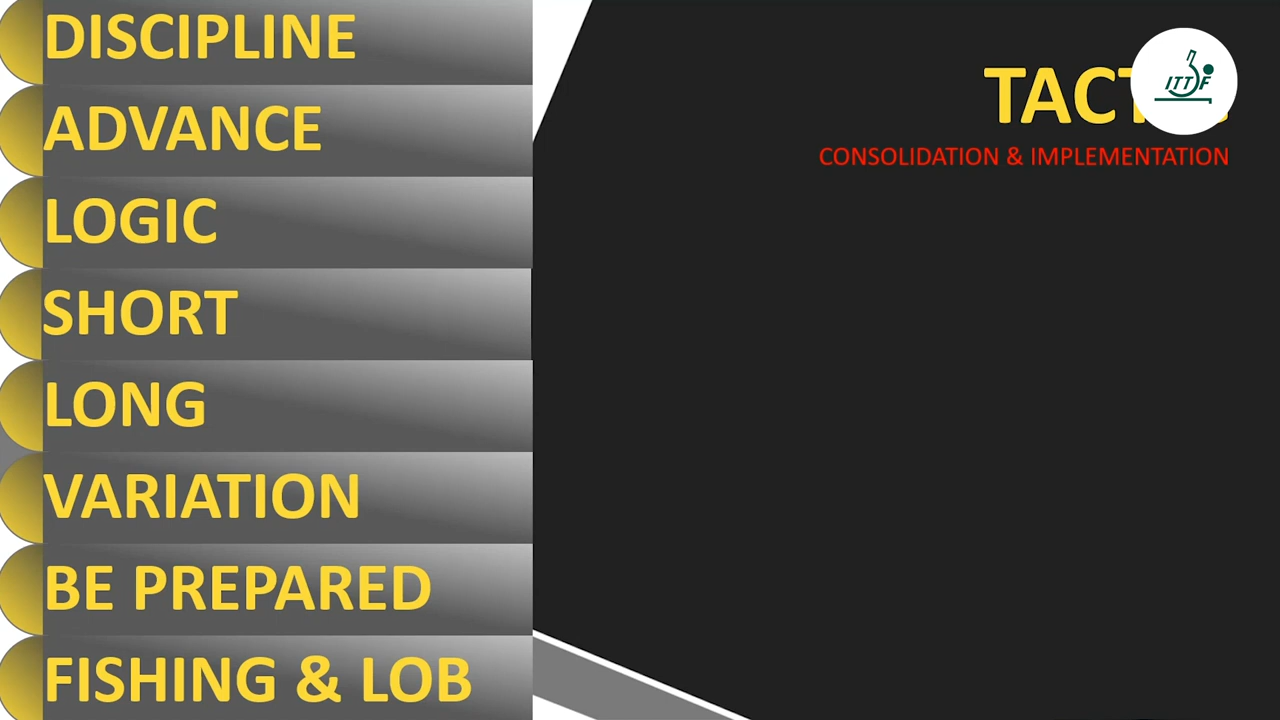 DISCIPLINE
ADVANCE
LOGIC
SHORT
LONG
VARIATION
BE PREPARED
FISHING & LOB
ITTF
CONSOLIDATION & IMPLEMENTATION